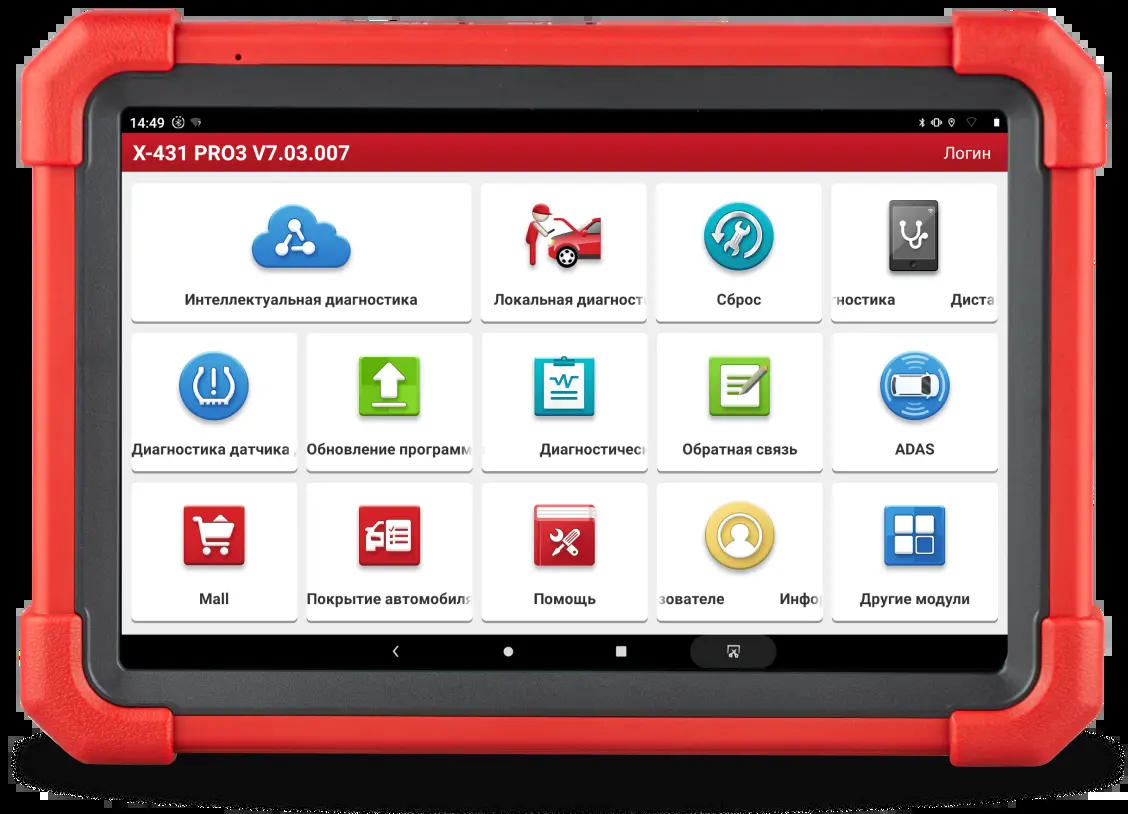 14:49
X-431 PRO3 V7.03.007
Логин
Интеллектуальная диагностика
Локальная диагност
Сброс
ностика Диста
Диагностика датчика
Обновление программ
Диагностичес
Обратная связь
ADAS
Mall
Покрытие автомобиля
Помощь
зователе Инфо
Другие модули